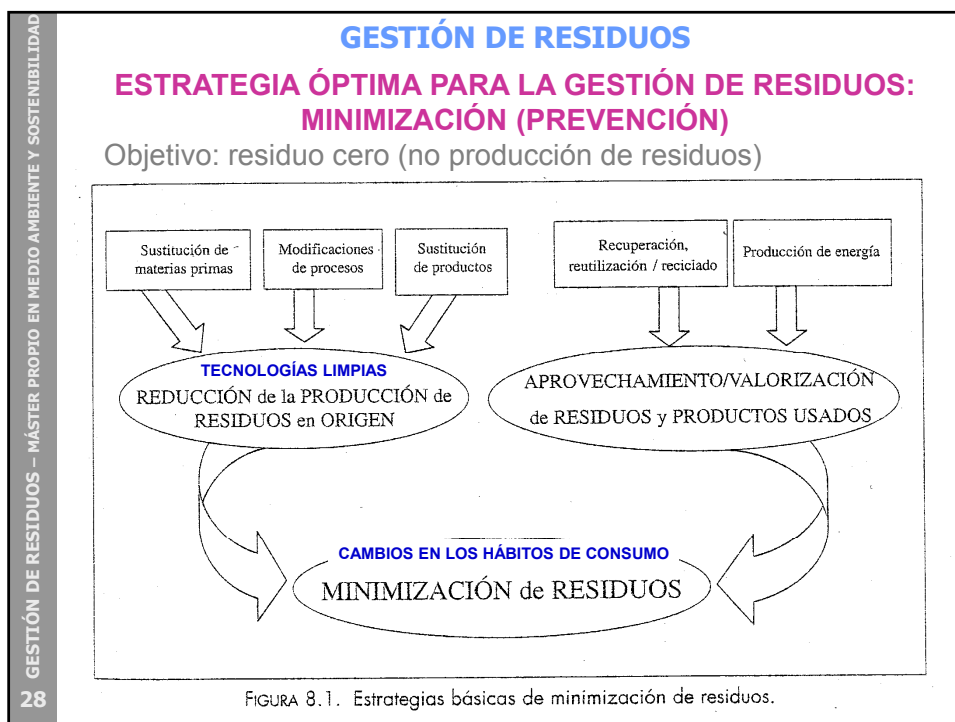 GESTIÓN DE RESIDUOS – MÁSTER PROPIO EN MEDIO AMBIENTE Y SOSTENIBILIDAD
28
GESTIÓN DE RESIDUOS
ESTRATEGIA ÓPTIMA PARA LA GESTIÓN DE RESIDUOS:
MINIMIZACIÓN (PREVENCIÓN)
Objetivo: residuo cero (no producción de residuos)
Sustitución de
materias primas
Modificaciones
de procesos
Sustitución
de productos
Recuperación,
reutilización / reciclado
Producción de energía
TECNOLOGÍAS LIMPIAS
REDUCCIÓN de la PRODUCCIÓN de
RESIDUOS en ORIGEN
APROVECHAMIENTO/VALORIZACIÓN
de RESIDUOS y PRODUCTOS USADOS
CAMBIOS EN LOS HÁBITOS DE CONSUMO
MINIMIZACIÓN de RESIDUOS
FIGURA 8.1. Estrategias básicas de minimización de residuos.